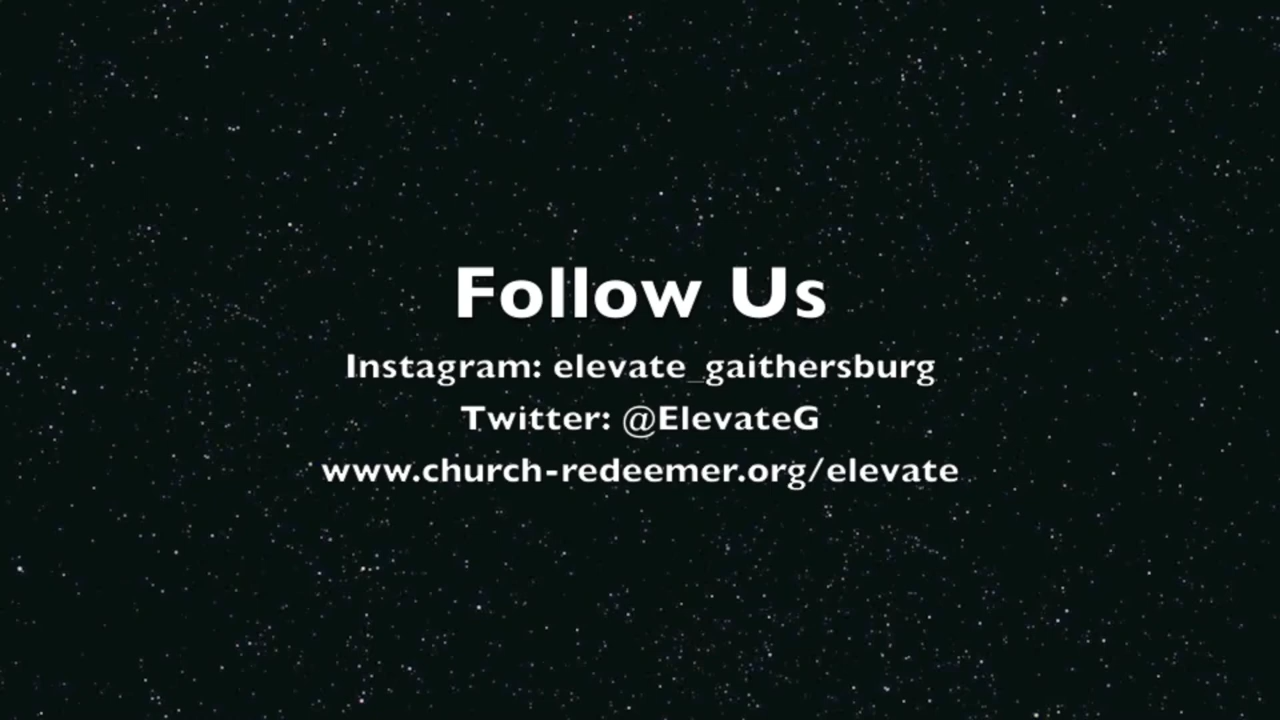 Follow Us
Instagram: elevate_gaithersburg
Twitter: @ElevateG
www.church-redeemer.org/elevate